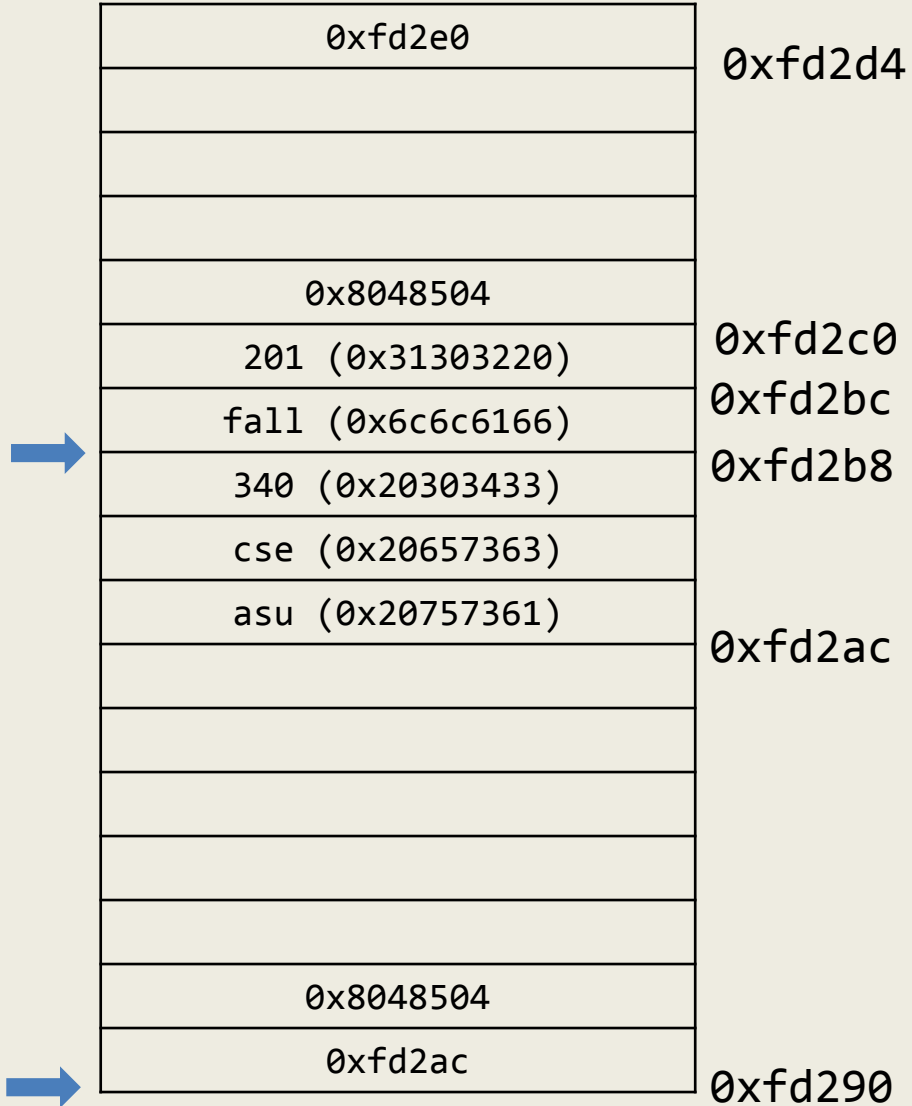 0xfd2e0
0xfd2d4
0x8048504
0xfd2c0
201 (0x31303220)
0xfd2bc
fall (0x6c6c6166)
0xfd2b8
340 (0x20303433)
cse (0x20657363)
asu (0x20757361)
0xfd2ac
0x8048504
0xfd2ac
0xfd290